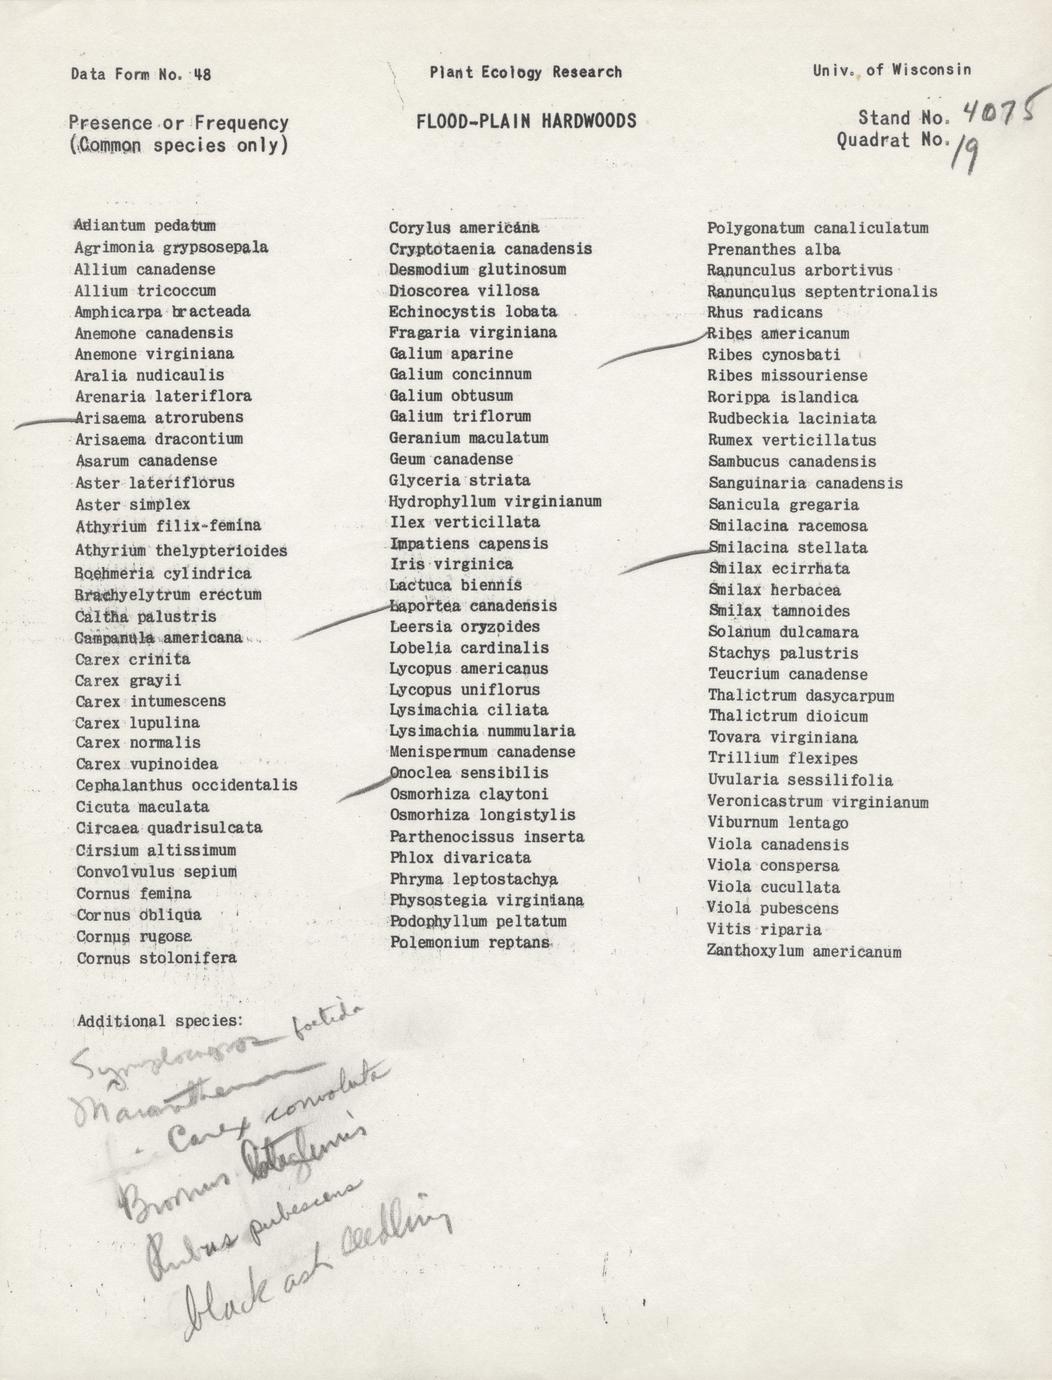 Data Form No. 48
Plant Ecology Research
Univ. of Wisconsin
Presence or Frequency
(Common species only)
FLOOD-PLAIN HARDWOODS
Stand No. 4075
Quadrat No. 19
Adiantum pedatum
Agrimonia grypsosepala
Allium canadense
Allium tricoccum
Amphicarpa bracteada
Anemone canadensis
Anemone virginiana
Aralia nudicaulis
Arenaria lateriflora
Arisaema atrorubens
Arisaema dracontium
Asarum canadense
Aster lateriflorus
Aster simplex
Athyrium filix-femina
Athyrium thelypterioides
Boehmeria cylindrica
Brachyelytrum erectum
Caltha palustris
Campanula americana
Carex crinita
Carex grayii
Carex intumescens
Carex lupulina
Carex normalis
Carex vupinoidea
Cephalanthus occidentalis
Cicuta maculata
Circaea quadrisulcata
Cirsium altissimum
Convolvulus sepium
Cornus femina
Cornus obliqua
Cornus rugosa
Cornus stolonifera
Corylus americana
Cryptotaenia canadensis
Desmodium glutinosum
Dioscorea villosa
Echinocystis lobata
Fragaria virginiana
Galium aparine
Galium concinnum
Galium obtusum
Galium triflorum
Geranium maculatum
Geum canadense
Glyceria striata
Hydrophyllum virginianum
Ilex verticillata
Impatiens capensis
Iris virginica
Lactuca biennis
Laportea canadensis
Leersia oryzoides
Lobelia cardinalis
Lycopus americanus
Lycopus uniflorus
Lysimachia ciliata
Lysimachia nummularia
Menispermum canadense
Onoclea sensibilis
Osmorhiza claytoni
Osmorhiza longistylis
Parthenocissus inserta
Phlox divaricata
Phryma leptostachya
Physostegia virginiana
Podophyllum peltatum
Polemonium reptans
Polygonatum canaliculatum
Prenanthes alba
Ranunculus arbortivus
Ranunculus septentrionalis
Rhus radicans
Ribes americanum
Ribes cynosbati
Ribes missouriense
Rorippa islandica
Rudbeckia laciniata
Rumex verticillatus
Sambucus canadensis
Sanguinaria canadensis
Sanicula gregaria
Smilacina racemosa
Smilacina stellata
Smilax ecirrhata
Smilax herbacea
Smilax tamnoides
Solanum dulcamara
Stachys palustris
Teucrium canadense
Thalictrum dasycarpum
Thalictrum dioicum
Tovara virginiana
Trillium flexipes
Uvularia sessilifolia
Veronicastrum virginianum
Viburnum lentago
Viola canadensis
Viola conspersa
Viola cucullata
Viola pubescens
Vitis riparia
Zanthoxylum americanum
Additional species:
foetida
Carex convoluta
Bromus
Rubus pubescens
black ash seedling